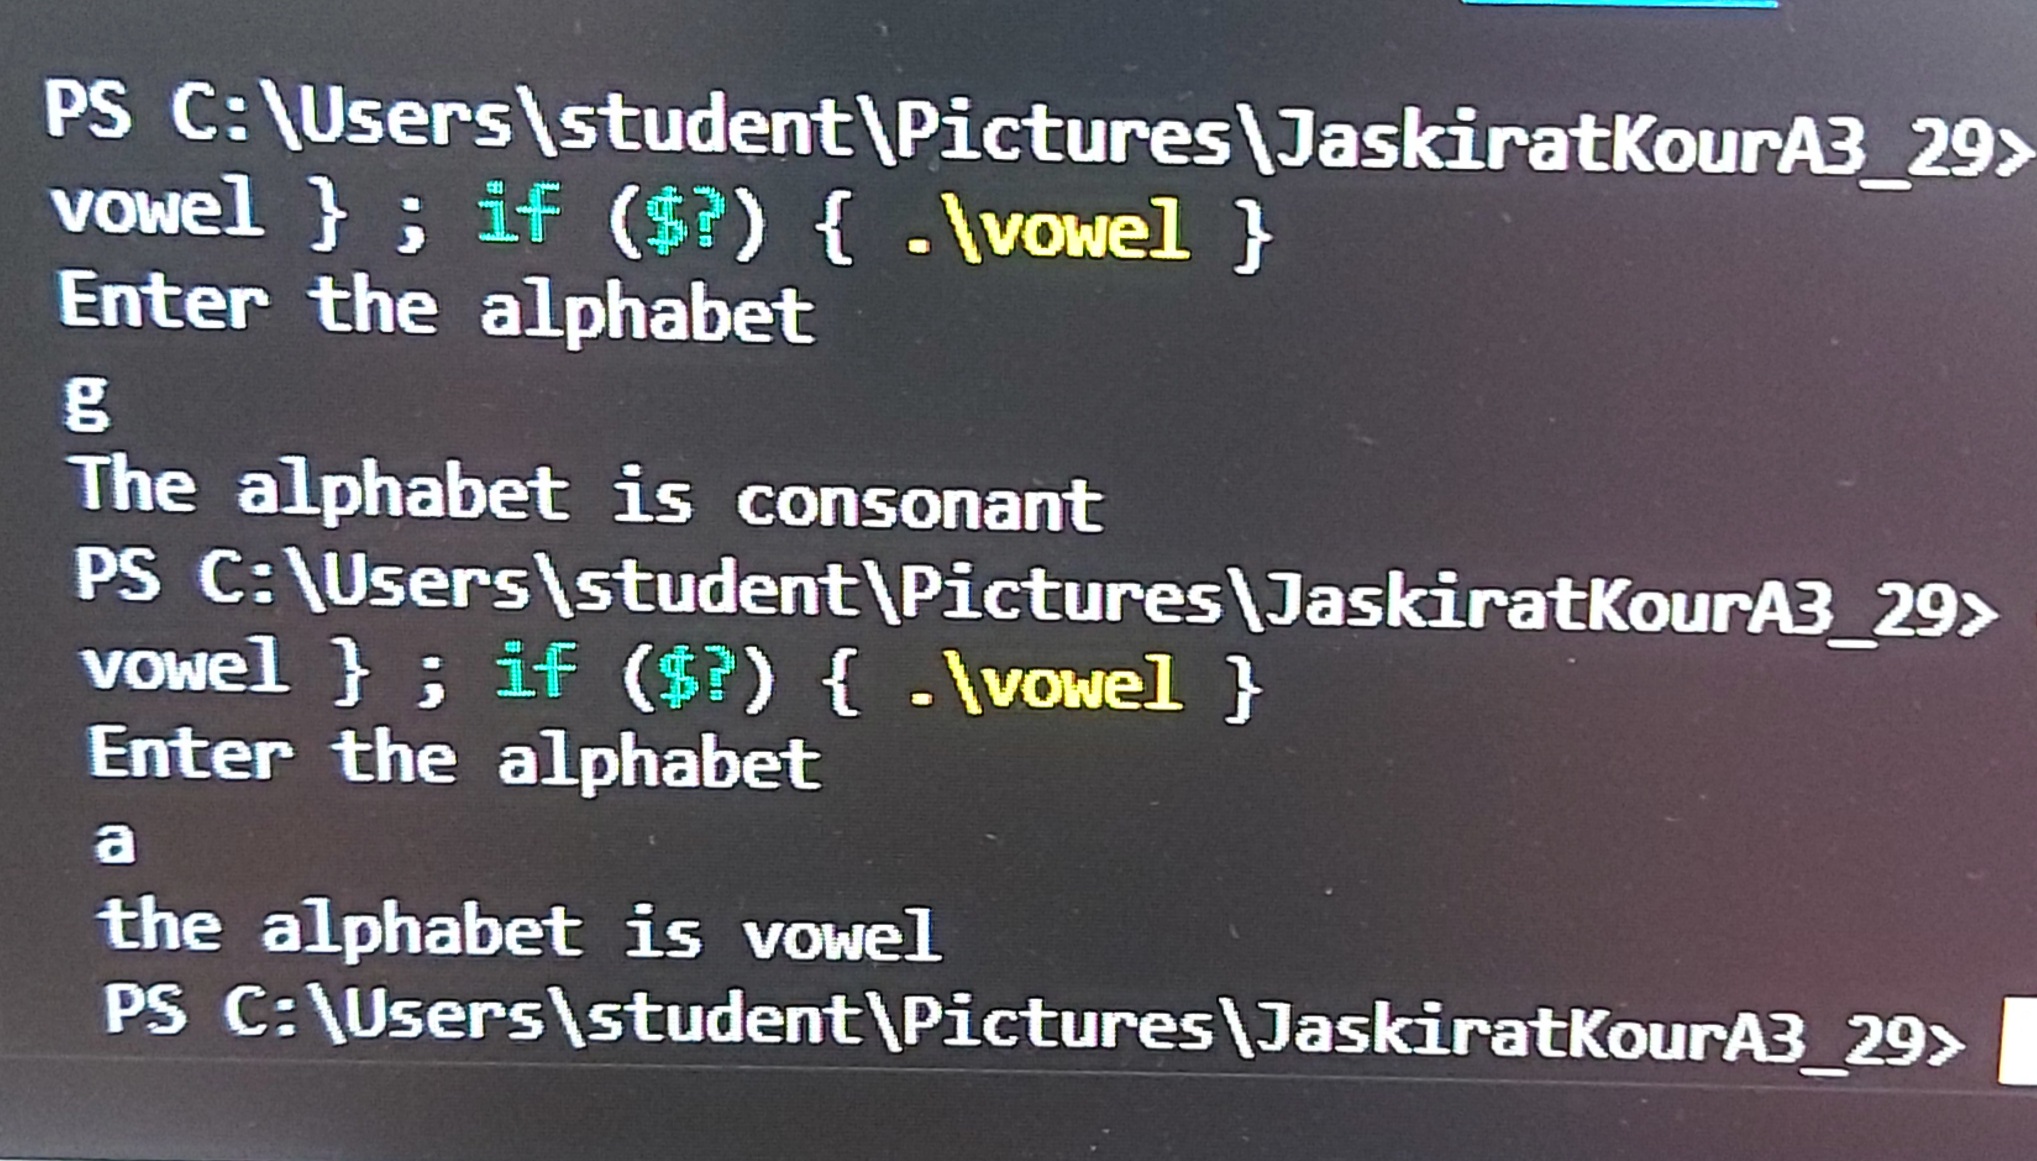 PS C:\Users\student\Pictures\JaskiratKourA3_29>
vowel } ; if ($?) { .\vowel }
Enter the alphabet
g
The alphabet is consonant
PS C:\Users\student\Pictures\JaskiratKourA3_29>
vowel } ; if ($?) { .\vowel }
Enter the alphabet
a
the alphabet is vowel
PS C:\Users\student\Pictures\JaskiratKourA3_29>